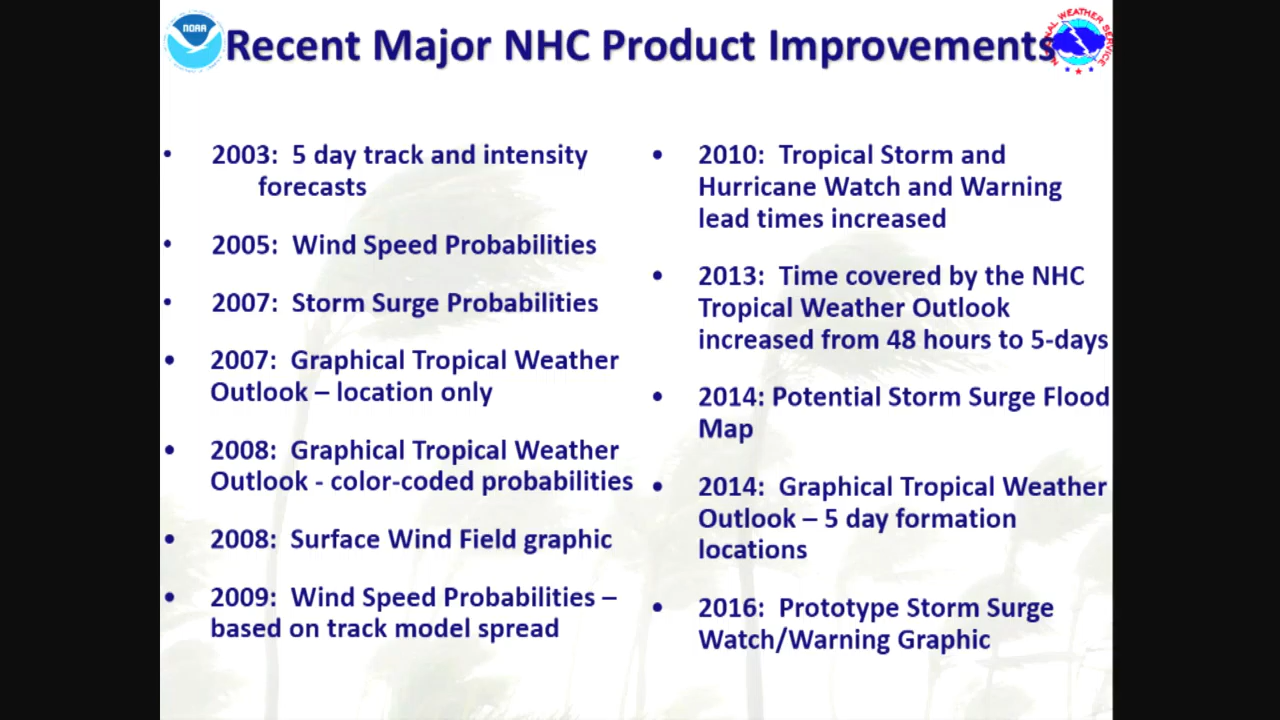 NOAA
Recent Major NHC Product Improvements
NATIONAL WEATHER SERVICE
• 2003: 5 day track and intensity
forecasts
• 2005: Wind Speed Probabilities
• 2007: Storm Surge Probabilities
• 2007: Graphical Tropical Weather
Outlook – location only
• 2008: Graphical Tropical Weather
Outlook - color-coded probabilities
• 2008: Surface Wind Field graphic
• 2009: Wind Speed Probabilities –
based on track model spread
• 2010: Tropical Storm and
Hurricane Watch and Warning
lead times increased
• 2013: Time covered by the NHC
Tropical Weather Outlook
increased from 48 hours to 5-days
• 2014: Potential Storm Surge Flood
Map
• 2014: Graphical Tropical Weather
Outlook – 5 day formation
locations
• 2016: Prototype Storm Surge
Watch/Warning Graphic